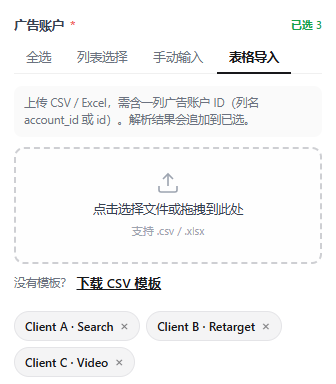 广告账户 *
已选 3
全选 列表选择 手动输入 表格导入
上传 CSV / Excel，需含一列广告账户 ID（列名
account_id 或 id）。解析结果会追加到已选。
点击选择文件或拖拽到此处
支持 .csv / .xlsx
没有模板？ 下载 CSV 模板
Client A · Search ×
Client B · Retarget ×
Client C · Video ×